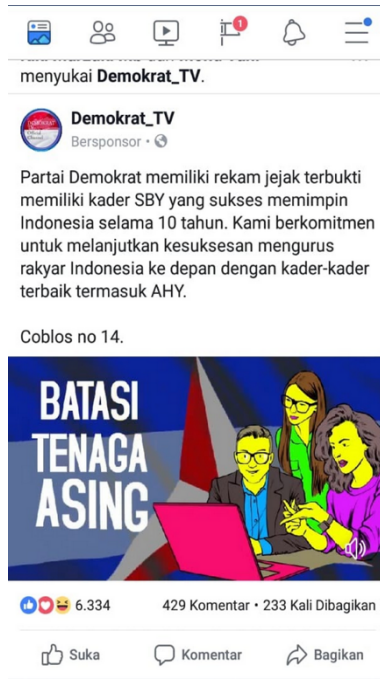 1
menyukai Demokrat_TV.
Demokrat_TV
Bersponsor •
Partai Demokrat memiliki rekam jejak terbukti
memiliki kader SBY yang sukses memimpin
Indonesia selama 10 tahun. Kami berkomitmen
untuk melanjutkan kesuksesan mengurus
rakyar Indonesia ke depan dengan kader-kader
terbaik termasuk AHY.
Coblos no 14.
BATASI
TENAGA
ASING
6.334 429 Komentar • 233 Kali Dibagikan
Suka Komentar Bagikan